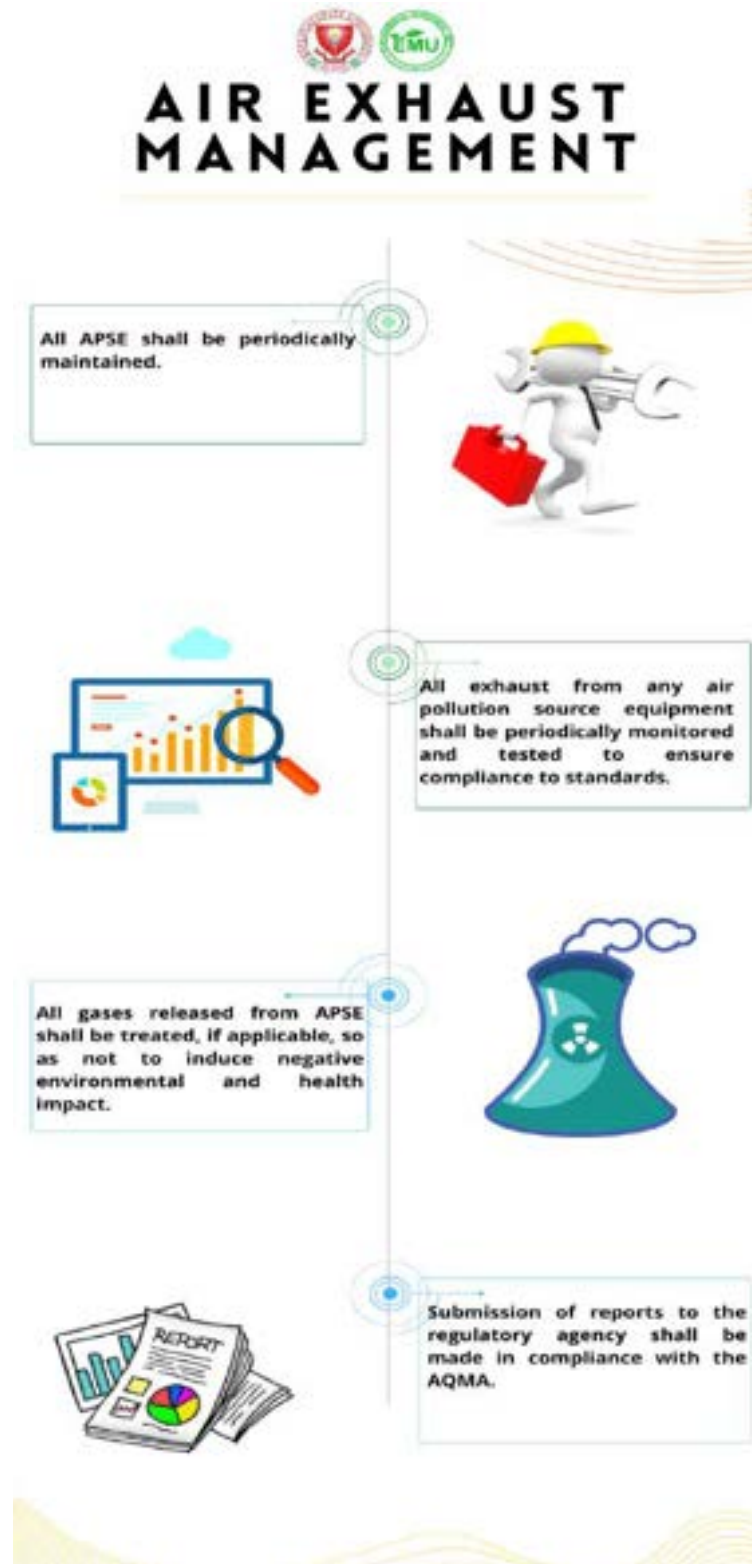 EMU
AIR EXHAUST
MANAGEMENT
All APSE shall be periodically
maintained.
All exhaust from any air
pollution source equipment
shall be periodically monitored
and tested to ensure
compliance to standards.
All gases released from APSE
shall be treated, if applicable, so
as not to induce negative
environmental and health
impact.
REPORT
Submission of reports to the
regulatory agency shall be
made in compliance with the
AQMA.